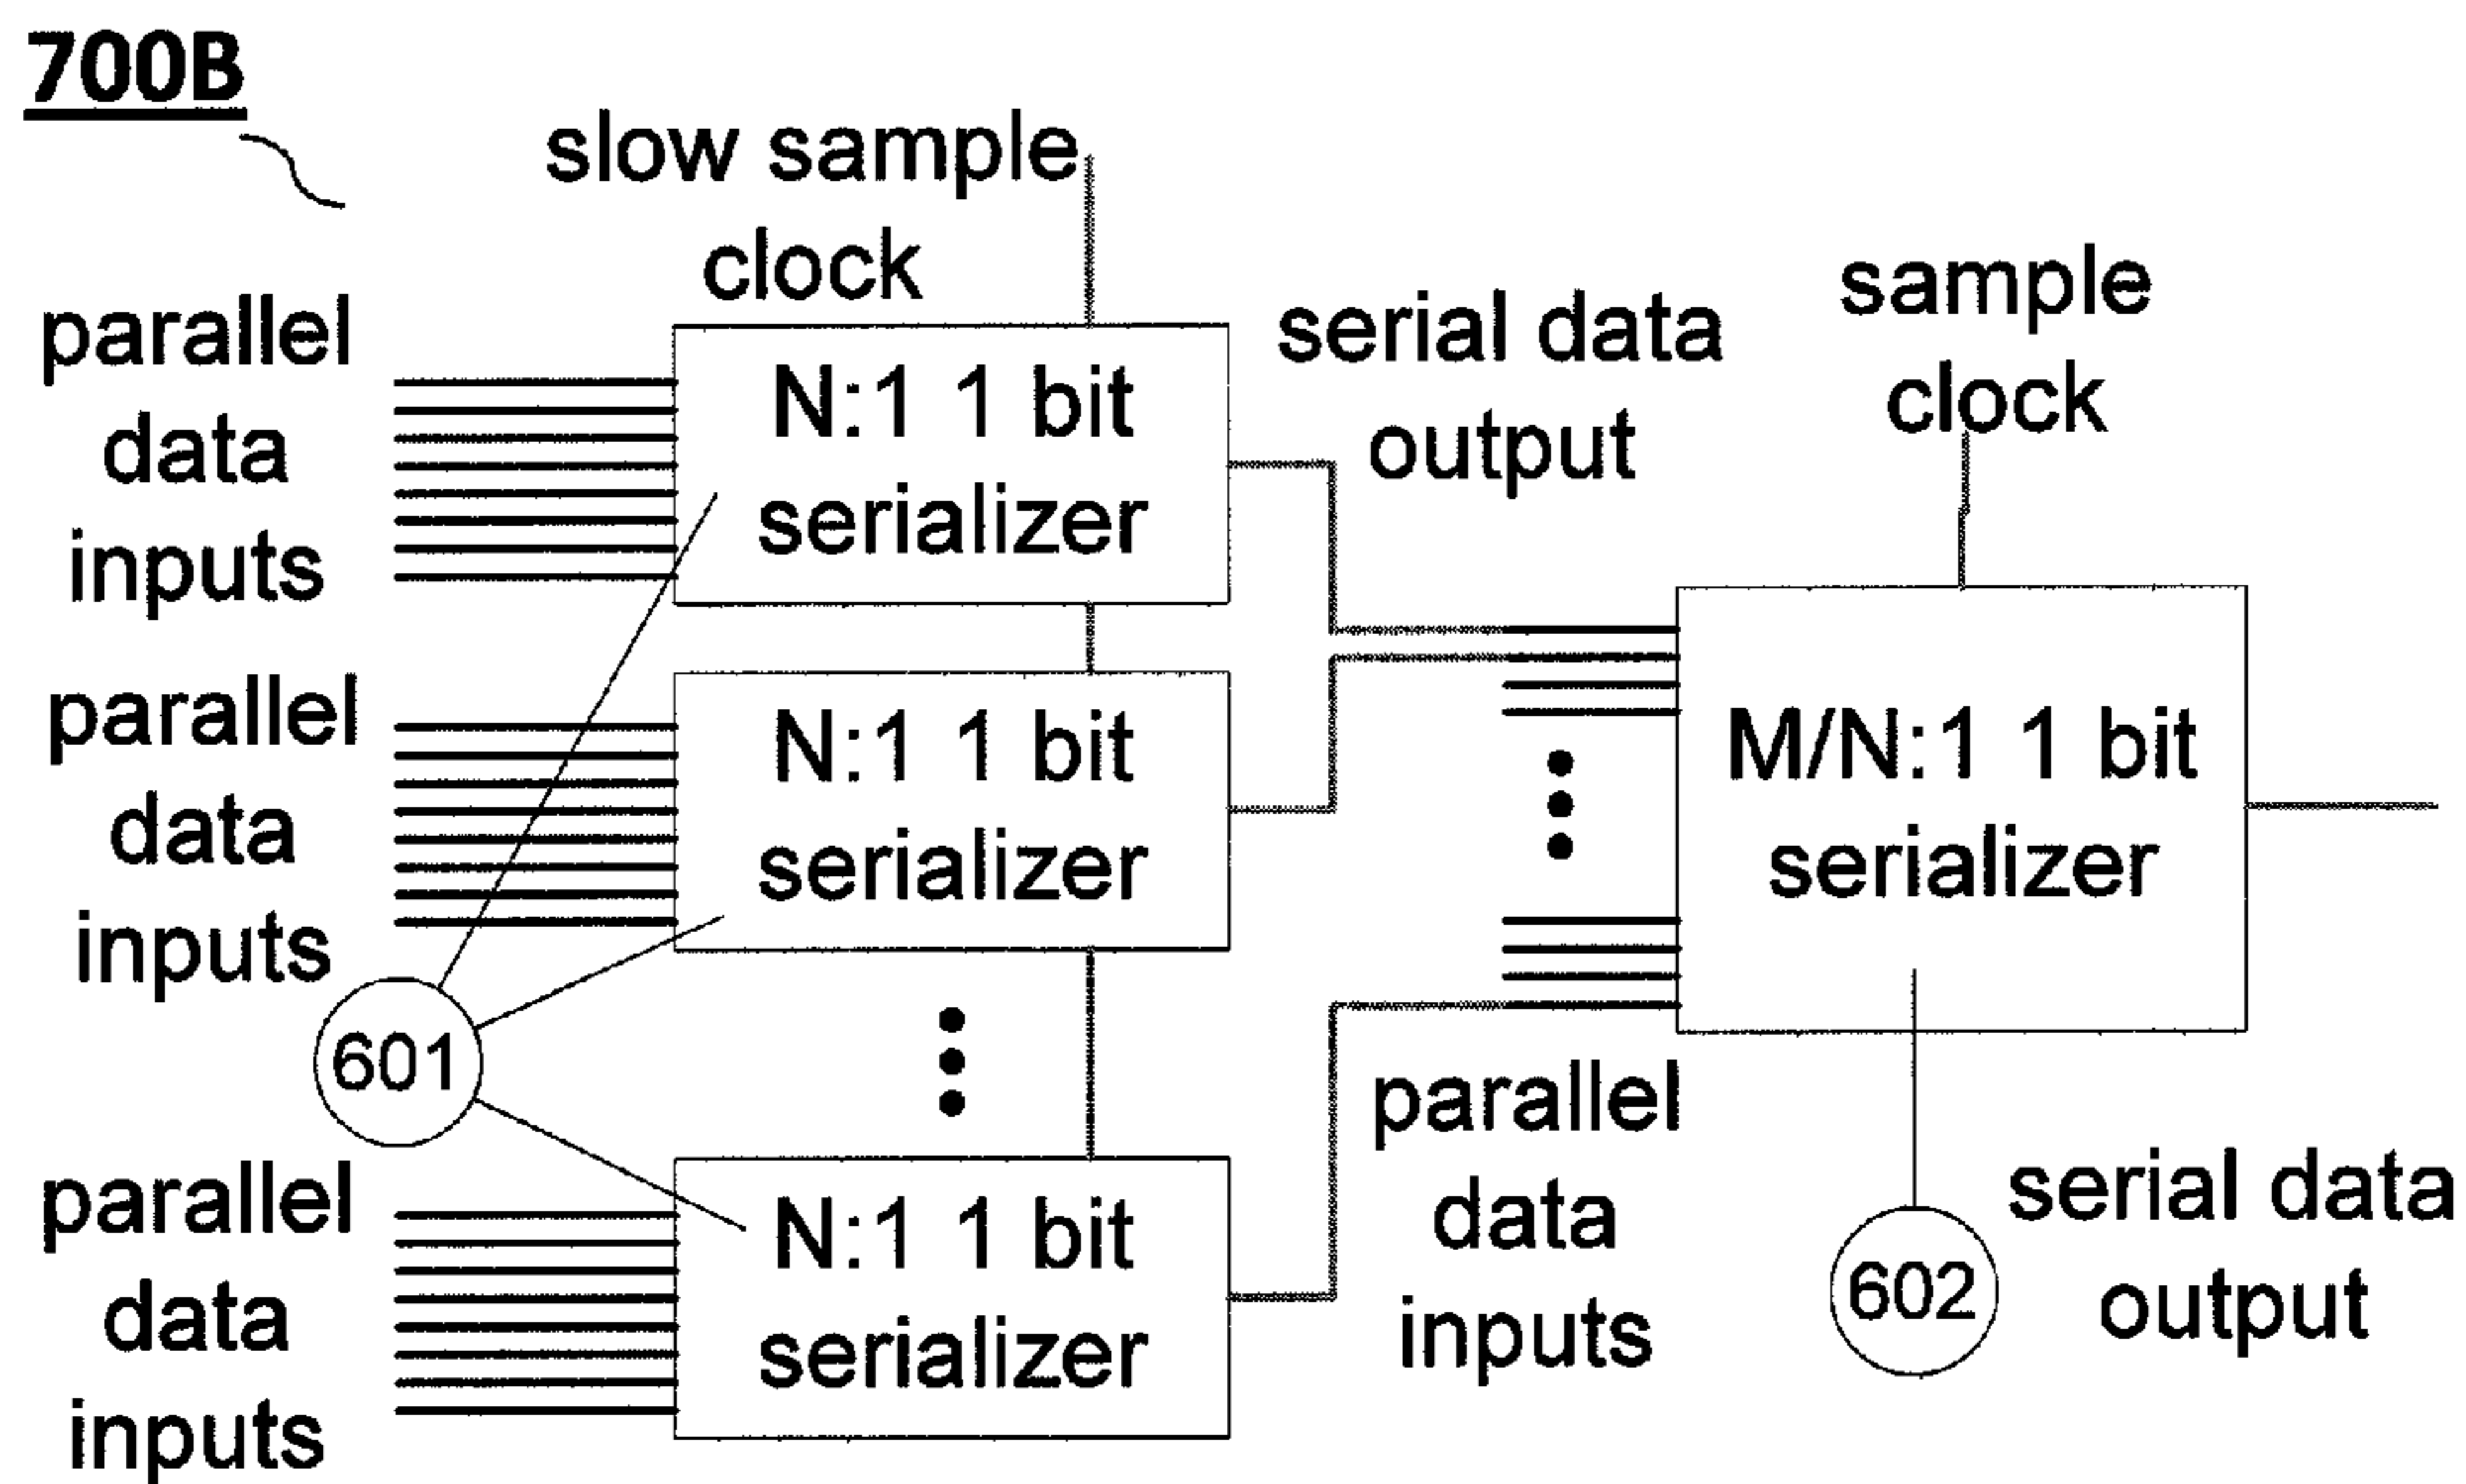 700B
slow sample
clock
parallel
data
inputs
N:1 1 bit
serializer
serial data
output
sample
clock
parallel
data
inputs
N:1 1 bit
serializer
M/N:1 1 bit
serializer
601
parallel
data
inputs
N:1 1 bit
serializer
parallel
data
inputs
602
serial data
output